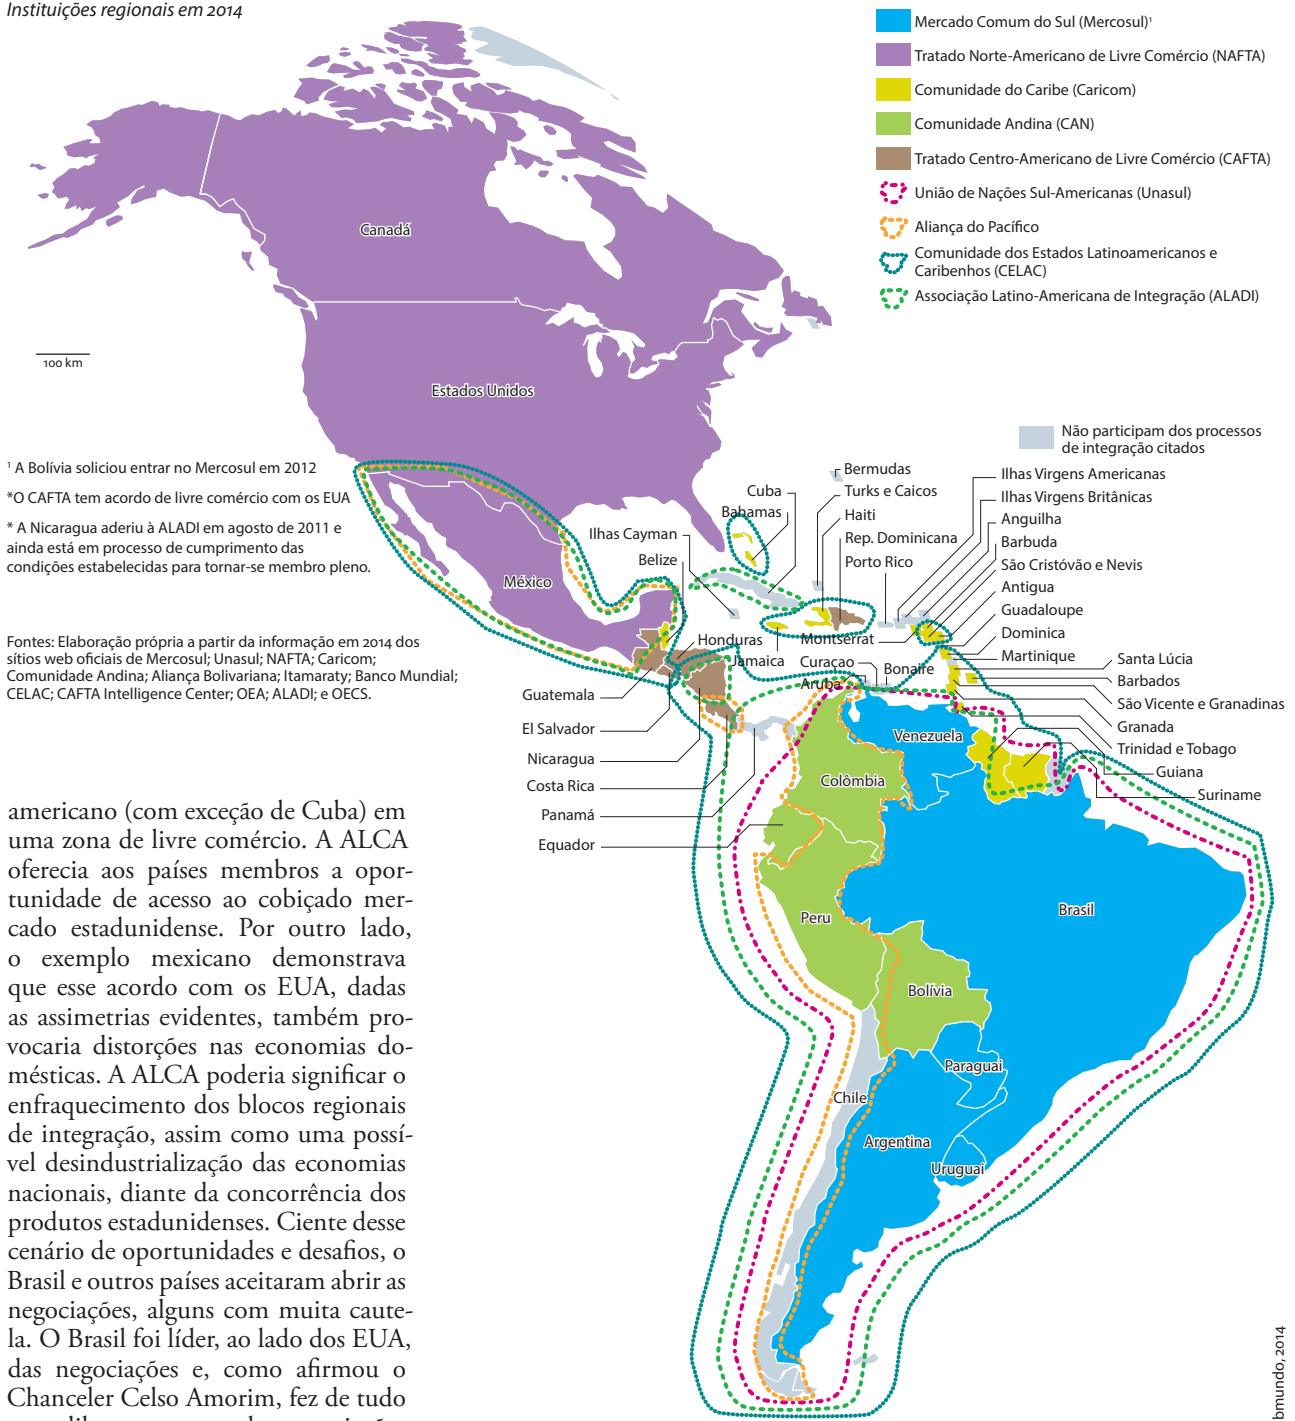 Instituições regionais em 2014
Mercado Comum do Sul (Mercosul)¹
Tratado Norte-Americano de Livre Comércio (NAFTA)
Comunidade do Caribe (Caricom)
Comunidade Andina (CAN)
Tratado Centro-Americano de Livre Comércio (CAFTA)
União de Nações Sul-Americanas (Unasul)
Aliança do Pacífico
Comunidade dos Estados Latinoamericanos e
Caribenhos (CELAC)
Associação Latino-Americana de Integração (ALADI)
Não participam dos processos
de integração citados
Canadá
Estados Unidos
México
100 km
¹ A Bolívia soliciou entrar no Mercosul em 2012
*O CAFTA tem acordo de livre comércio com os EUA
* A Nicaragua aderiu à ALADI em agosto de 2011 e
ainda está em processo de cumprimento das
condições estabelecidas para tornar-se membro pleno.
Fontes: Elaboração própria a partir da informação em 2014 dos
sítios web oficiais de Mercosul; Unasul; NAFTA; Caricom;
Comunidade Andina; Aliança Bolivariana; Itamaraty; Banco Mundial;
CELAC; CAFTA Intelligence Center; OEA; ALADI; e OECS.
Bermudas
Turks e Caicos
Haiti
Rep. Dominicana
Porto Rico
Cuba
Bahamas
Ilhas Cayman
Belize
Ilhas Virgens Americanas
Ilhas Virgens Britânicas
Anguilha
Barbuda
São Cristóvão e Nevis
Antigua
Guadaloupe
Dominica
Martinique
Santa Lúcia
Barbados
São Vicente e Granadinas
Granada
Trinidad e Tobago
Guiana
Suriname
Montserrat
Honduras
Jamaica
Curaçao
Bonaire
Aruba
Guatemala
El Salvador
Nicaragua
Costa Rica
Panamá
Equador
Venezuela
Colômbia
Peru
Brasil
Bolívia
Paraguai
Chile
Argentina
Uruguai
americano (com exceção de Cuba) em
uma zona de livre comércio. A ALCA
oferecia aos países membros a opor-
tunidade de acesso ao cobiçado mer-
cado estadunidense. Por outro lado,
o exemplo mexicano demonstrava
que esse acordo com os EUA, dadas
as assimetrias evidentes, também pro-
vocaria distorções nas economias do-
mésticas. A ALCA poderia significar o
enfraquecimento dos blocos regionais
de integração, assim como uma possí-
vel desindustrialização das economias
nacionais, diante da concorrência dos
produtos estadunidenses. Ciente desse
cenário de oportunidades e desafios, o
Brasil e outros países aceitaram abrir as
negociações, alguns com muita caute-
la. O Brasil foi líder, ao lado dos EUA,
das negociações e, como afirmou o
Chanceler Celso Amorim, fez de tudo
bmundo, 2014